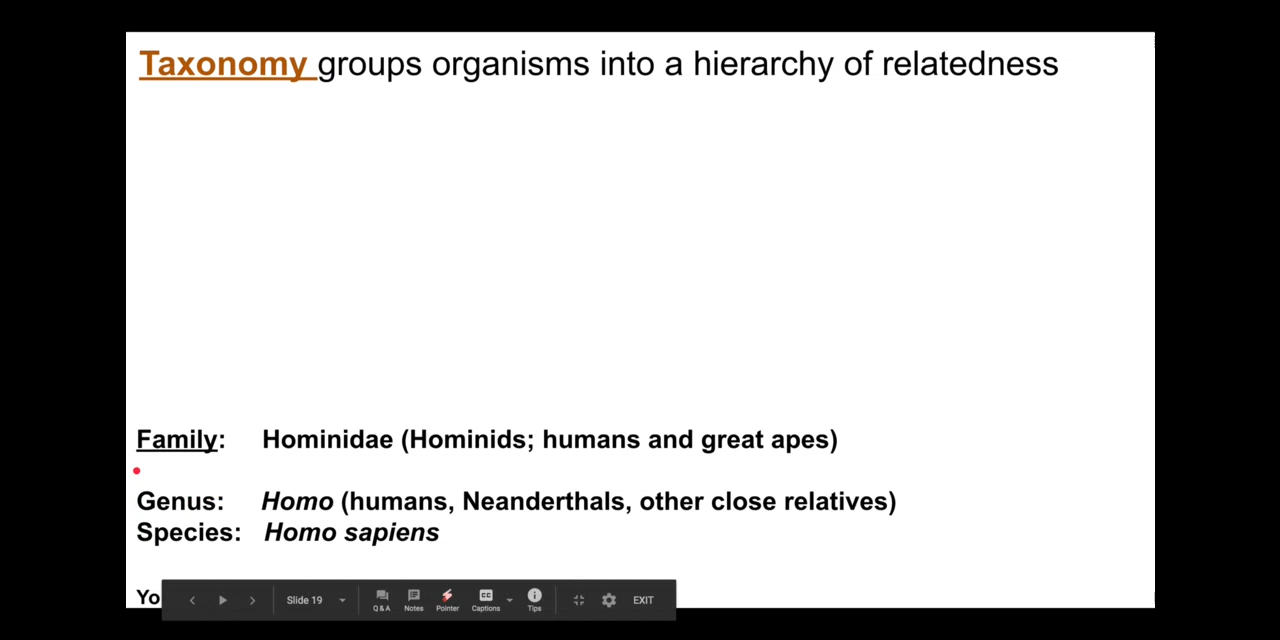 Taxonomy groups organisms into a hierarchy of relatedness
Family: Hominidae (Hominids; humans and great apes)
Genus: Homo (humans, Neanderthals, other close relatives)
Species: Homo sapiens
Yo
Slide 19
Q&A Notes Pointer Captions Tips
EXIT